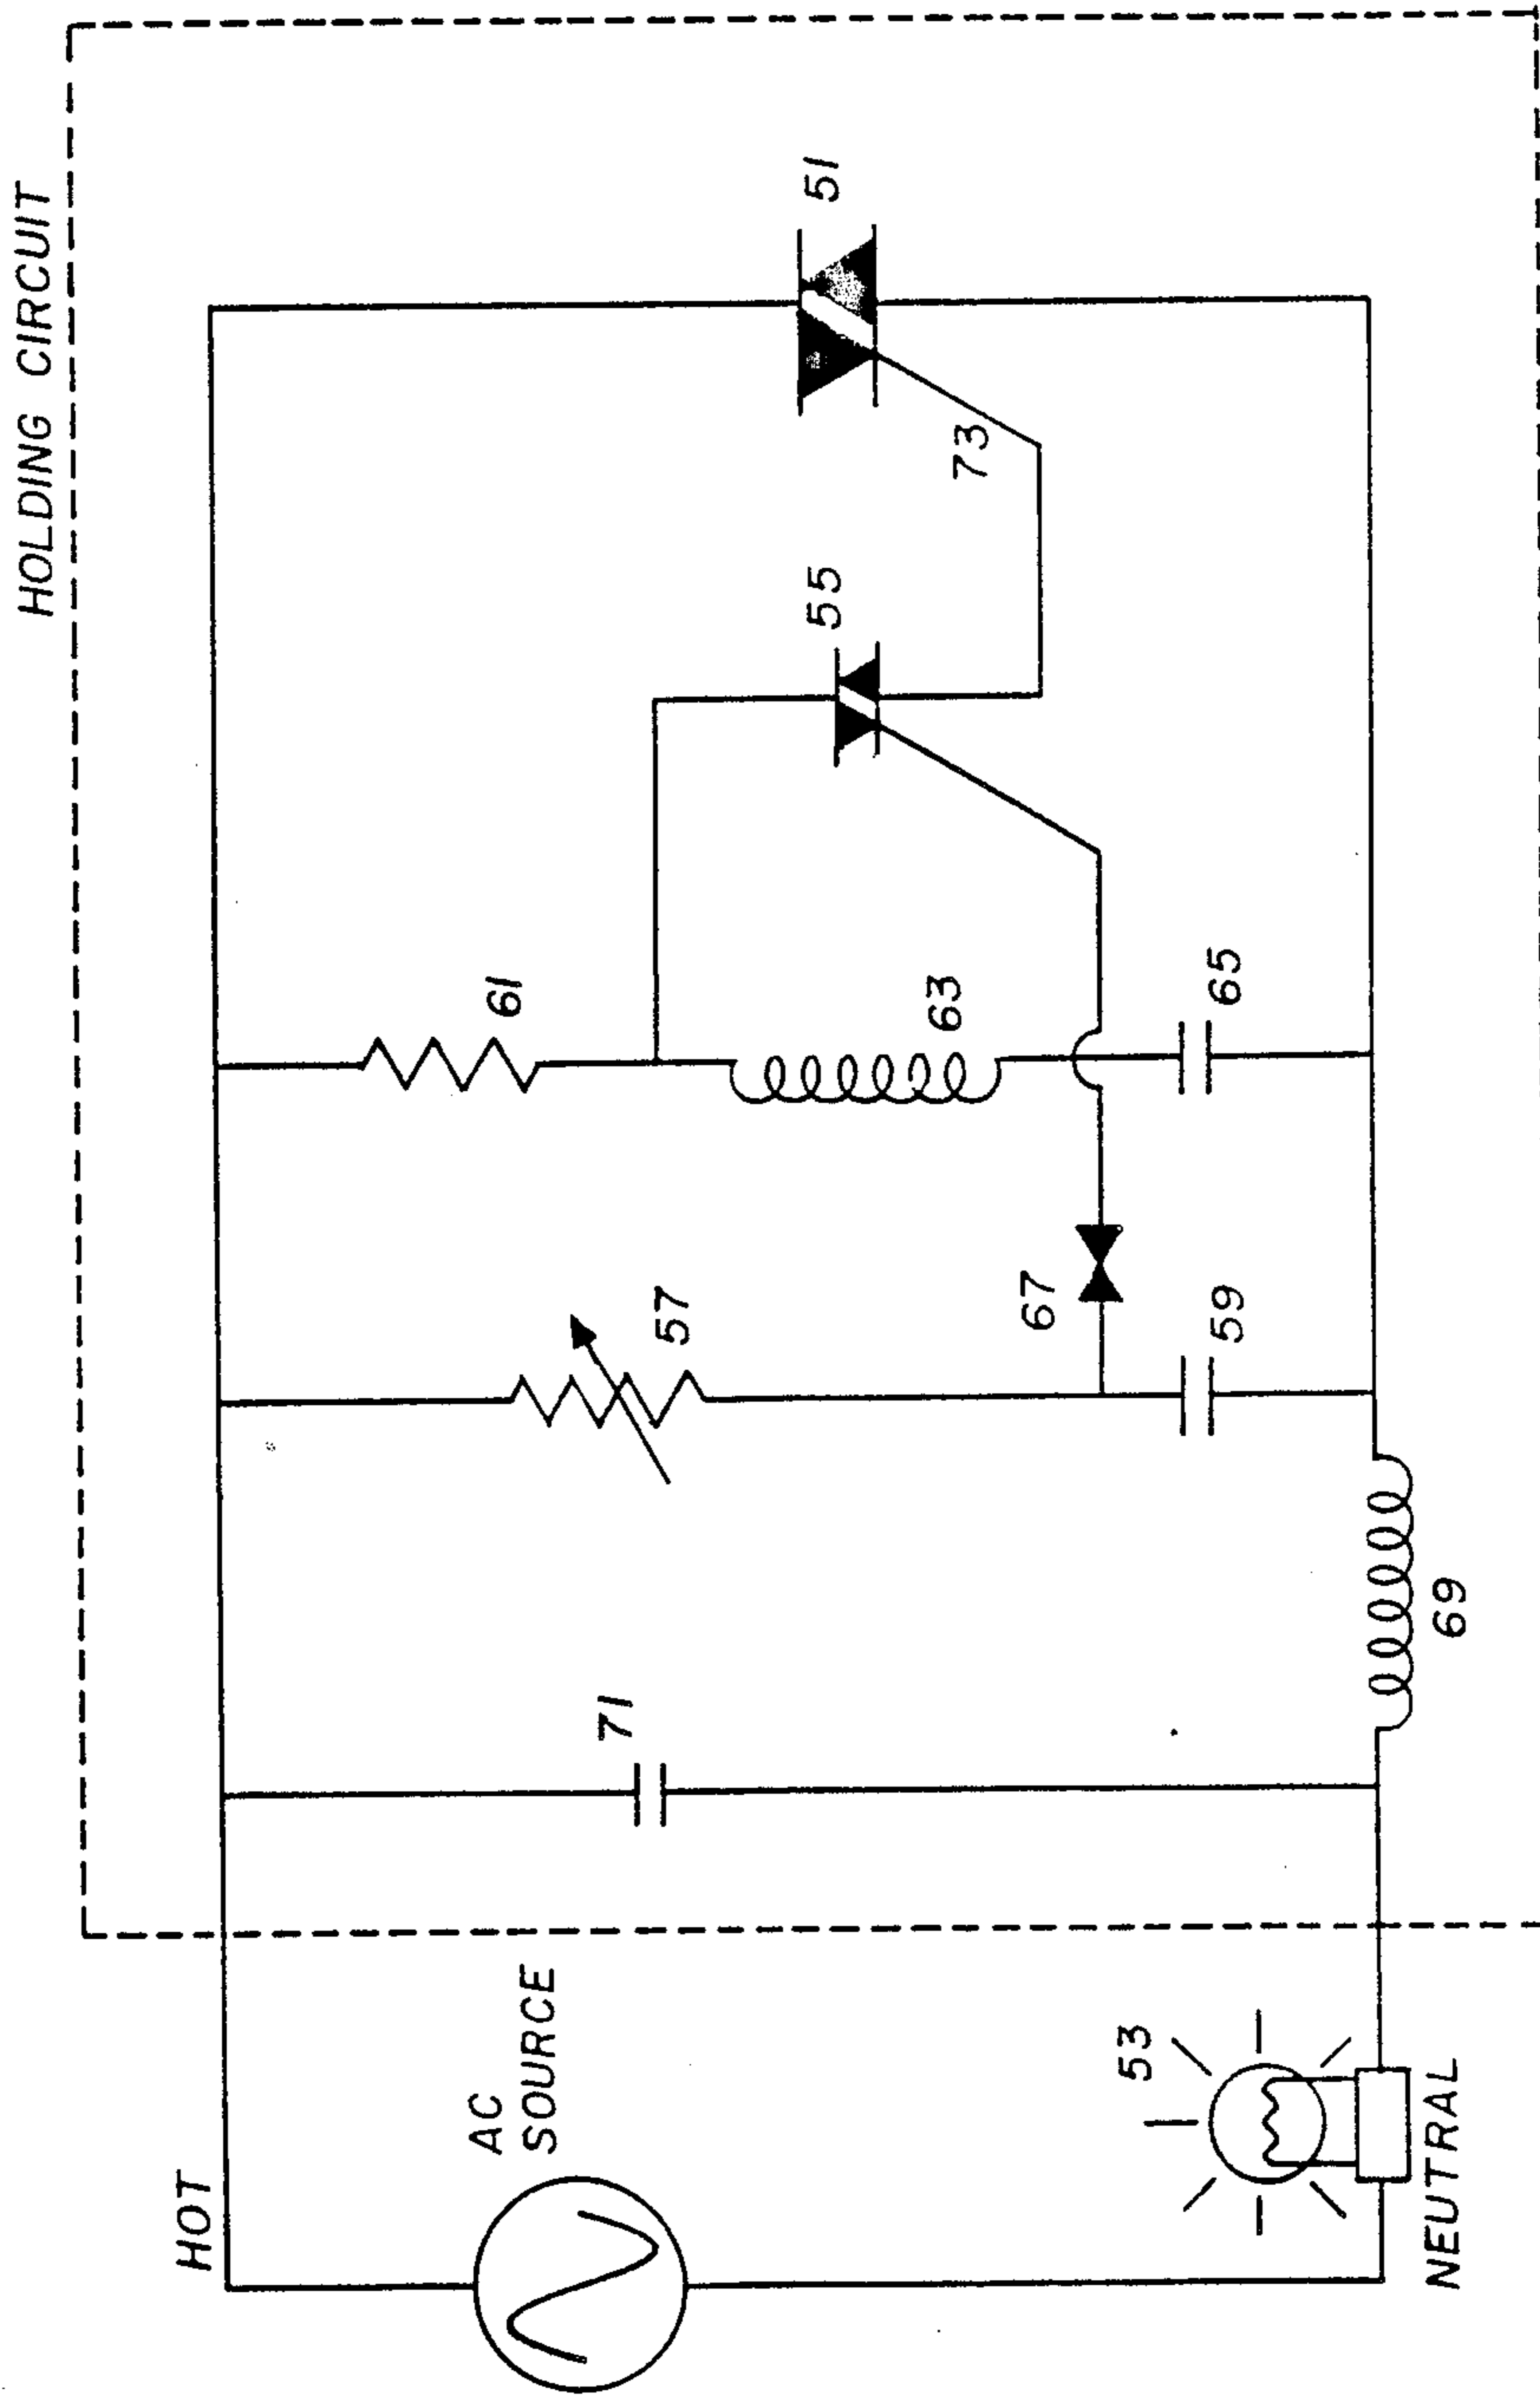 HOLDING CIRCUIT
HOT
AC
SOURCE
71
57
61
55
51
73
67
63
53
59
65
69
NEUTRAL